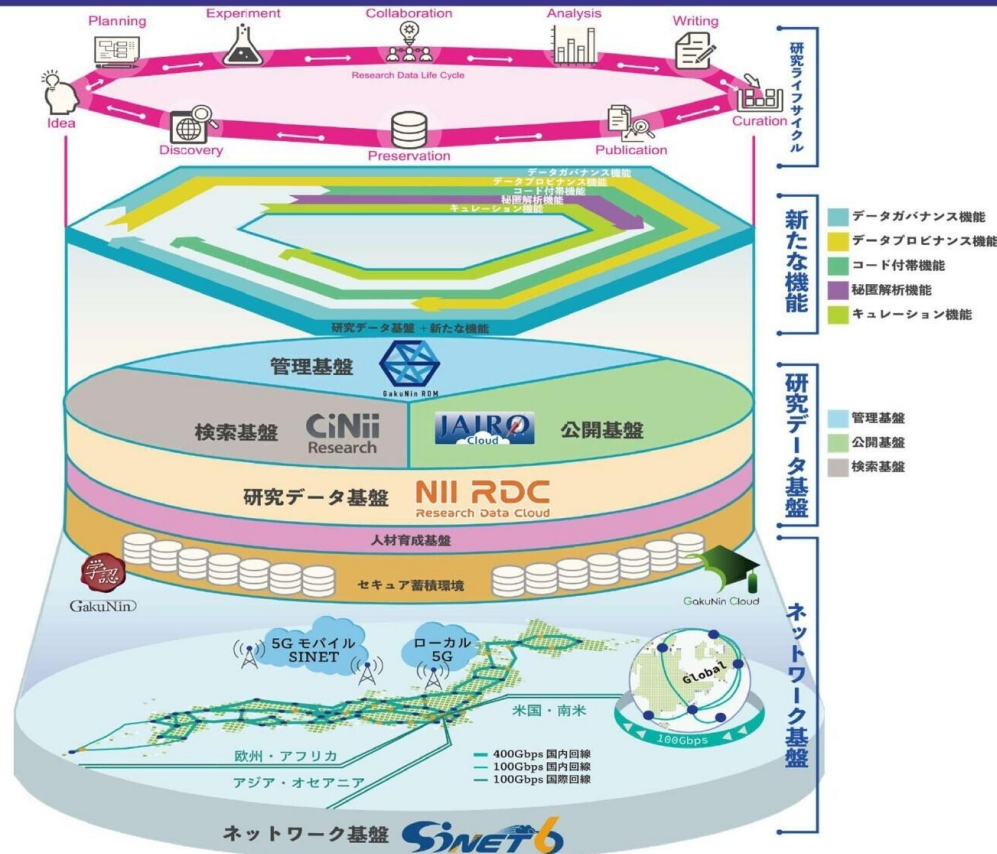 Planning
Experiment
Collaboration
Analysis
Writing
Research Data Life Cycle
Idea
Discovery
Preservation
Publication
Curation
研究ライフサイクル
データガバナンス機能
データプロビナンス機能
コード付帯機能
秘匿解析機能
キュレーション機能
研究データ基盤 + 新たな機能
新たな機能
データガバナンス機能
データプロビナンス機能
コード付帯機能
秘匿解析機能
キュレーション機能
管理基盤
GakuNin RDM
検索基盤
CiNii
Research
JAIRO
Cloud
公開基盤
研究データ基盤
NII RDC
Research Data Cloud
研究データ基盤
管理基盤
公開基盤
検索基盤
人材育成基盤
セキュア蓄積環境
学認
GakuNin
GakuNin Cloud
5G モバイル
SINET
ローカル
5G
Global
100Gbps
米国・南米
欧州・アフリカ
アジア・オセアニア
400Gbps 国内回線
100Gbps 国内回線
100Gbps 国際回線
ネットワーク基盤
ネットワーク基盤
SINET6